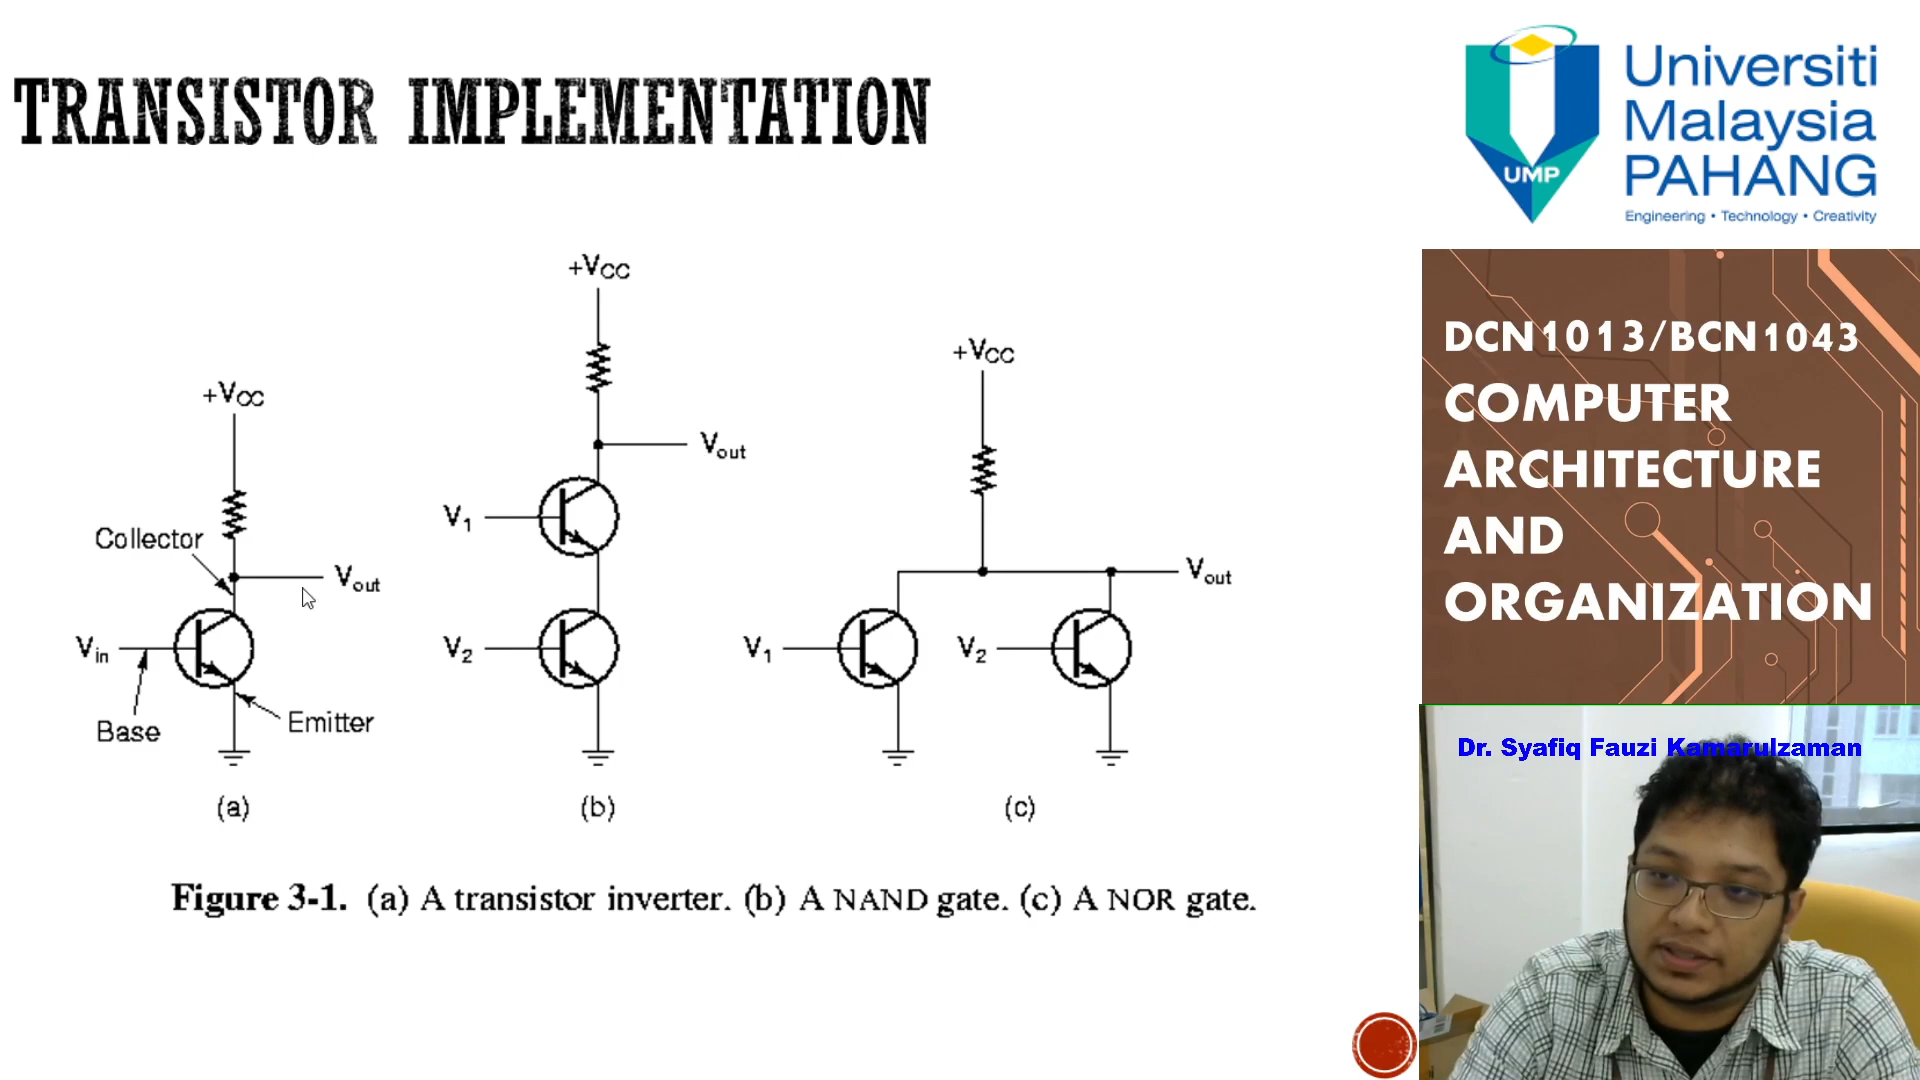 TRANSISTOR IMPLEMENTATION
Universiti
Malaysia
PAHANG
Engineering • Technology • Creativity
UMP
DCN1013/BCN1043
COMPUTER
ARCHITECTURE
AND
ORGANIZATION
Dr. Syafiq Fauzi Kamarulzaman
+VCC
Collector
Vout
Vin
Base
Emitter
(a)
+VCC
Vout
V1
V2
(b)
+VCC
Vout
V1
V2
(c)
Figure 3-1. (a) A transistor inverter. (b) A NAND gate. (c) A NOR gate.